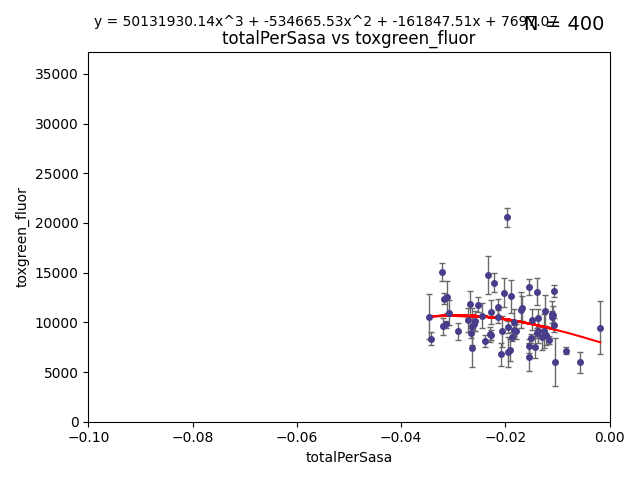 y = 50131930.14x^3 + -534665.53x^2 + -161847.51x + 7697.07
N = 400
totalPerSasa vs toxgreen_fluor
35000
30000
25000
20000
15000
10000
5000
0
toxgreen_fluor
−0.10 −0.08 −0.06 −0.04 −0.02 0.00
totalPerSasa